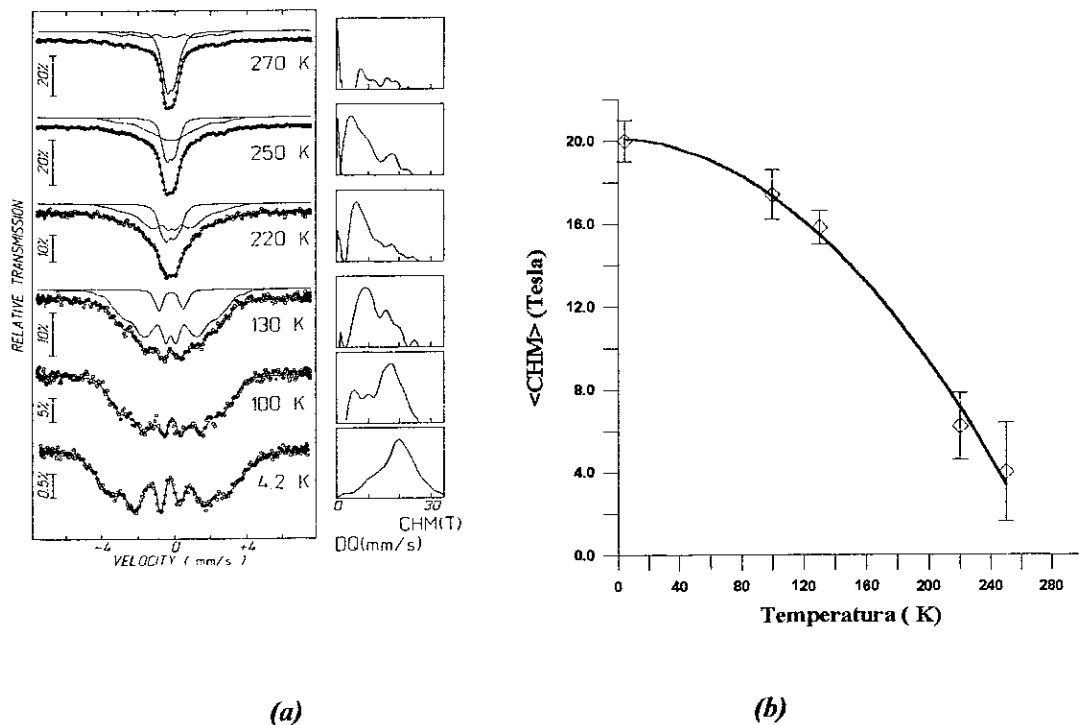 RELATIVE TRANSMISSION
20%
270 K
20%
250 K
10%
220 K
10%
130 K
5%
100 K
0.5%
4.2 K
-4 0 +4
VELOCITY ( mm/s )
0 30
CHM(T)
DQ(mm/s)
(a)
<CHM> (Tesla)
20.0
16.0
12.0
8.0
4.0
0.0
0 40 80 120 160 200 240 280
Temperatura ( K)
(b)